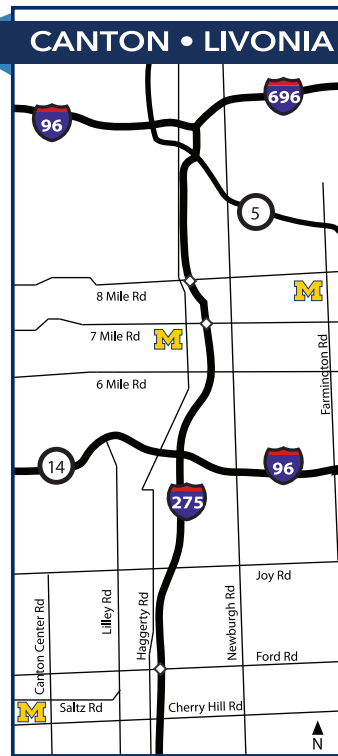 CANTON • LIVONIA
696
96
5
8 Mile Rd
M
7 Mile Rd
M
6 Mile Rd
Farmington Rd
14
96
275
Joy Rd
Canton Center Rd
Lilley Rd
Haggerty Rd
Newburgh Rd
Ford Rd
M
Saltz Rd
Cherry Hill Rd
N